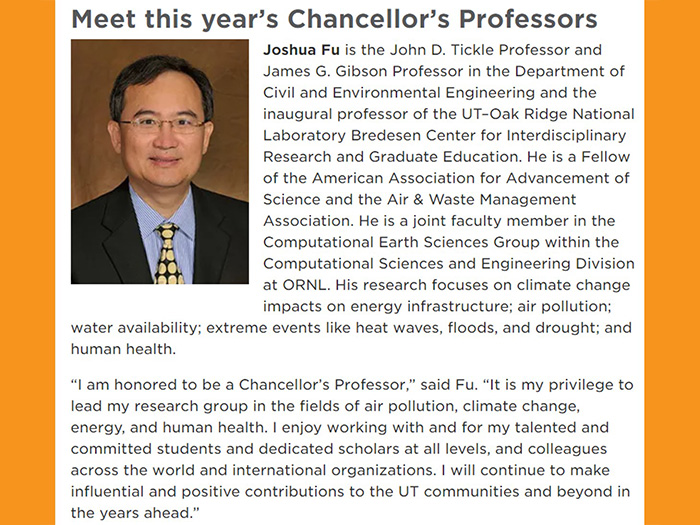 Meet this year’s Chancellor’s Professors
Joshua Fu is the John D. Tickle Professor and
James G. Gibson Professor in the Department of
Civil and Environmental Engineering and the
inaugural professor of the UT–Oak Ridge National
Laboratory Bredesen Center for Interdisciplinary
Research and Graduate Education. He is a Fellow
of the American Association for Advancement of
Science and the Air & Waste Management
Association. He is a joint faculty member in the
Computational Earth Sciences Group within the
Computational Sciences and Engineering Division
at ORNL. His research focuses on climate change
impacts on energy infrastructure; air pollution;
water availability; extreme events like heat waves, floods, and drought; and
human health.
“I am honored to be a Chancellor’s Professor,” said Fu. “It is my privilege to
lead my research group in the fields of air pollution, climate change,
energy, and human health. I enjoy working with and for my talented and
committed students and dedicated scholars at all levels, and colleagues
across the world and international organizations. I will continue to make
influential and positive contributions to the UT communities and beyond in
the years ahead.”